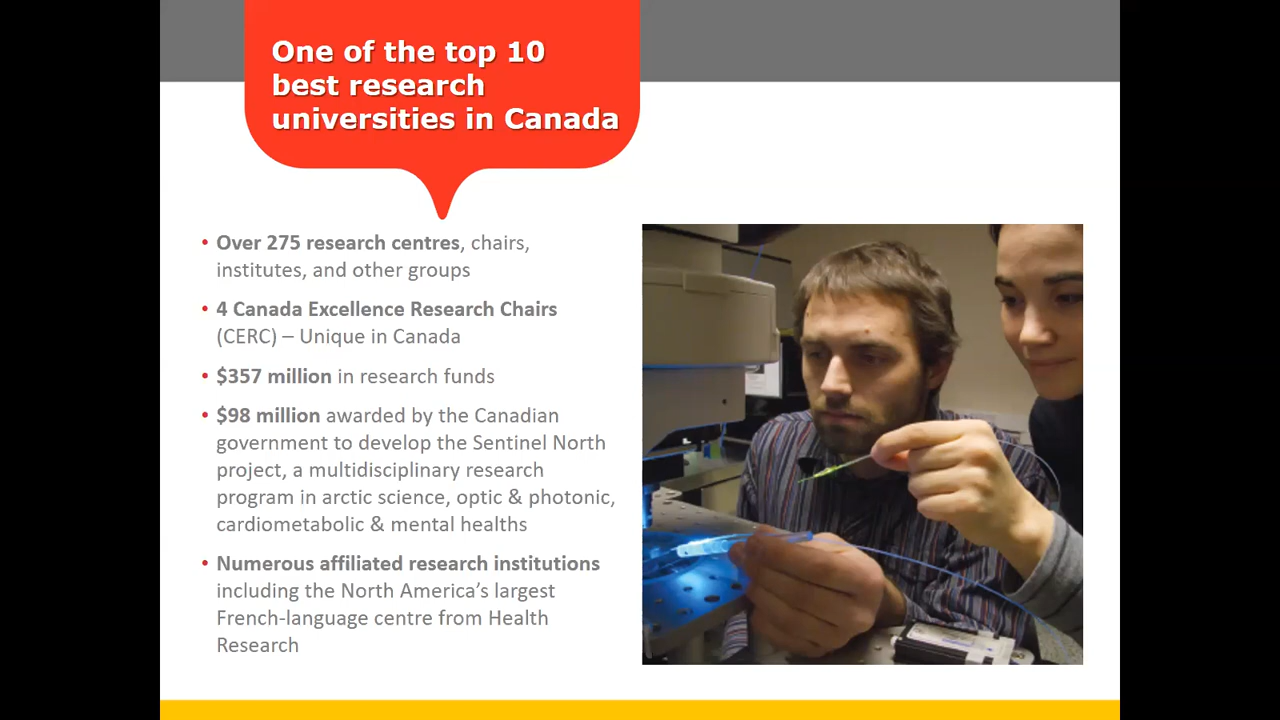 One of the top 10
best research
universities in Canada
• Over 275 research centres, chairs,
institutes, and other groups
• 4 Canada Excellence Research Chairs
(CERC) – Unique in Canada
• $357 million in research funds
• $98 million awarded by the Canadian
government to develop the Sentinel North
project, a multidisciplinary research
program in arctic science, optic & photonic,
cardiometabolic & mental healths
• Numerous affiliated research institutions
including the North America’s largest
French-language centre from Health
Research